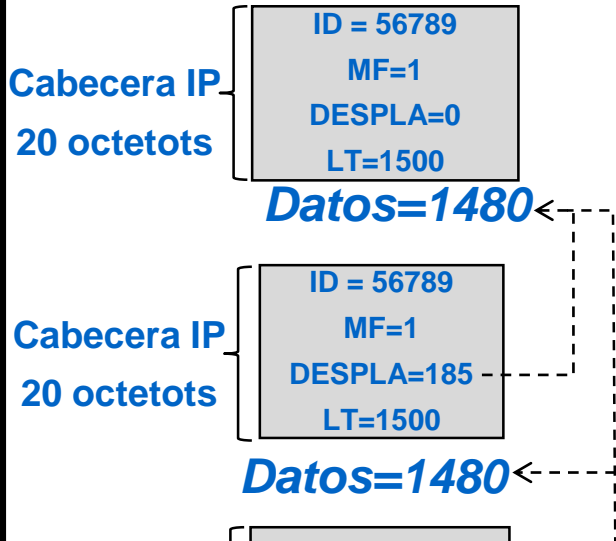 ID = 56789
MF=1
DESPLA=0
LT=1500
Cabecera IP
20 octetots
Datos=1480
ID = 56789
MF=1
DESPLA=185
LT=1500
Cabecera IP
20 octetots
Datos=1480